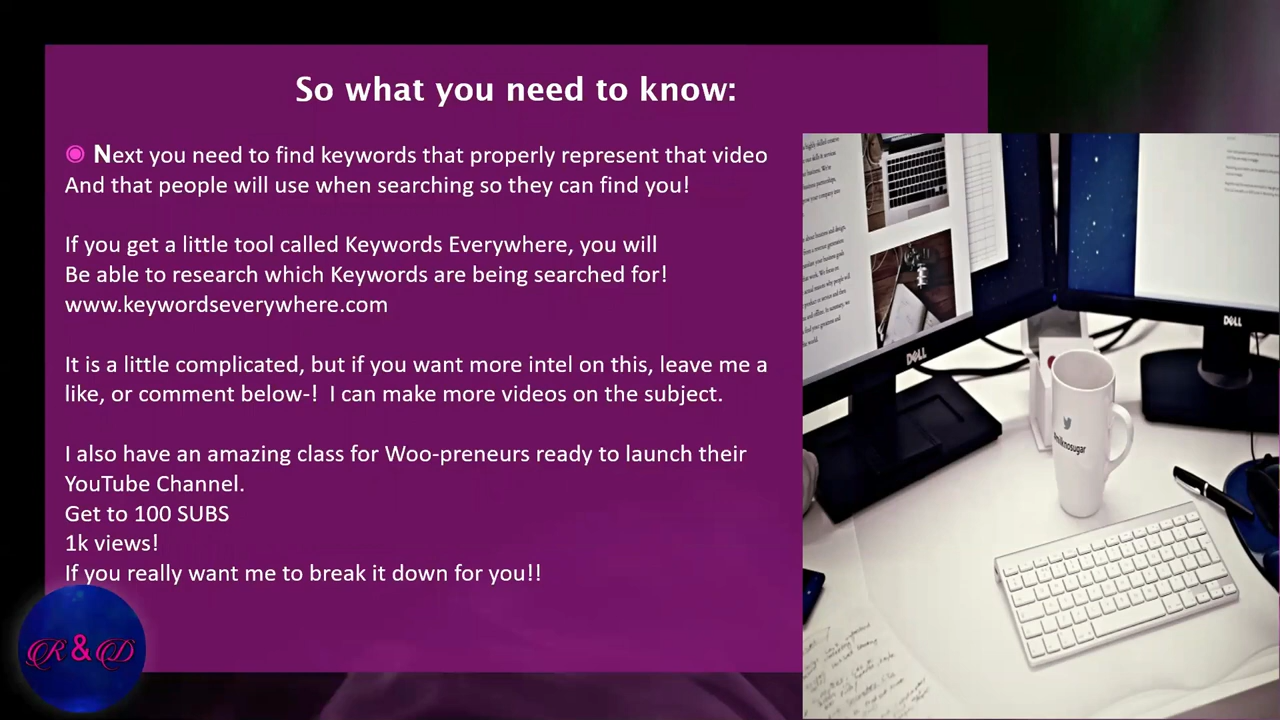 So what you need to know:
Next you need to find keywords that properly represent that video
And that people will use when searching so they can find you!
If you get a little tool called Keywords Everywhere, you will
Be able to research which Keywords are being searched for!
www.keywordseverywhere.com
It is a little complicated, but if you want more intel on this, leave me a
like, or comment below-!  I can make more videos on the subject.
I also have an amazing class for Woo-preneurs ready to launch their
YouTube Channel.
Get to 100 SUBS
1k views!
If you really want me to break it down for you!!
R & D
DELL
DELL